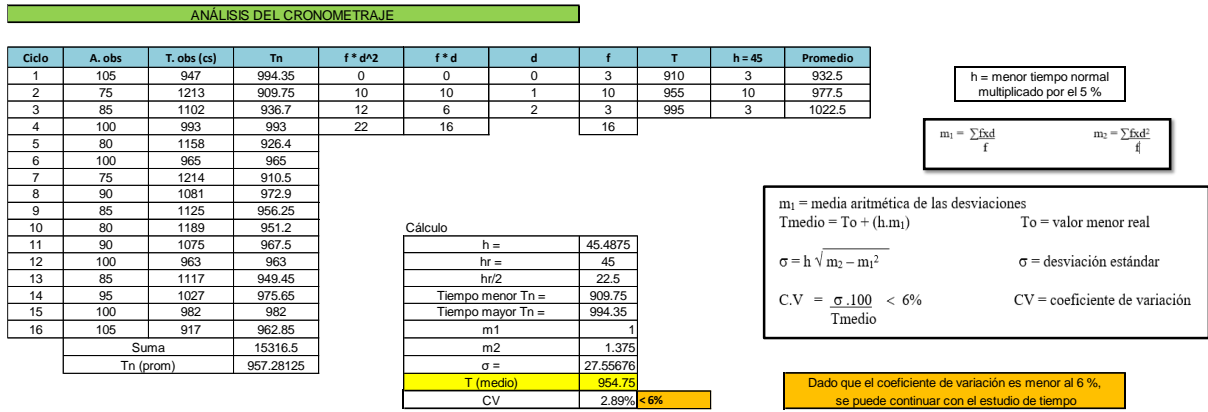 ANÁLISIS DEL CRONOMETRAJE
Ciclo A. obs T. obs (cs) Tn f * d^2 f * d d f T h = 45 Promedio
1 105 947 994.35 0 0 0 3 910 3 932.5
2 75 1213 909.75 10 10 1 10 955 10 977.5
3 85 1102 936.7 12 6 2 3 995 3 1022.5
4 100 993 993 22 16 16
5 80 1158 926.4
6 100 965 965
7 75 1214 910.5
8 90 1081 972.9
9 85 1125 956.25
10 80 1189 951.2
11 90 1075 967.5
12 100 963 963
13 85 1117 949.45
14 95 1027 975.65
15 100 982 982
16 105 917 962.85
Suma 15316.5
Tn (prom) 957.28125
Cálculo
h = 45.4875
hr = 45
hr/2 22.5
Tiempo menor Tn = 909.75
Tiempo mayor Tn = 994.35
m1 1
m2 1.375
σ = 27.55676
T (medio) 954.75
CV 2.89% < 6%
h = menor tiempo normal
multiplicado por el 5 %
m₁ = ∑fxd m₂ = ∑fxd²
f f
m₁ = media aritmética de las desviaciones
Tmedio = To + (h.m₁) To = valor menor real
σ = h √ m₂ – m₁² σ = desviación estándar
C.V = σ .100 < 6% CV = coeficiente de variación
Tmedio
Dado que el coeficiente de variación es menor al 6 %,
se puede continuar con el estudio de tiempo